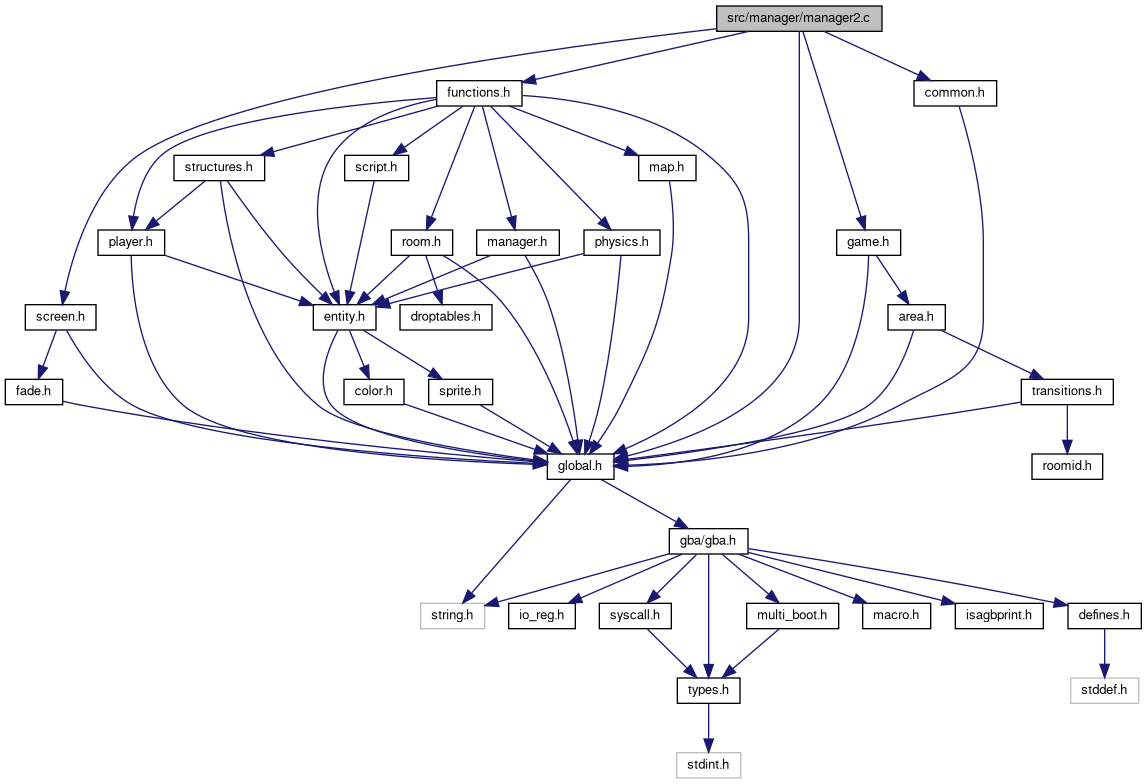 src/manager/manager2.c
functions.h
common.h
structures.h
script.h
map.h
player.h
room.h
manager.h
physics.h
game.h
screen.h
entity.h
droptables.h
area.h
fade.h
color.h
sprite.h
transitions.h
global.h
roomid.h
gba/gba.h
string.h
io_reg.h
syscall.h
multi_boot.h
macro.h
isagbprint.h
defines.h
types.h
stddef.h
stdint.h